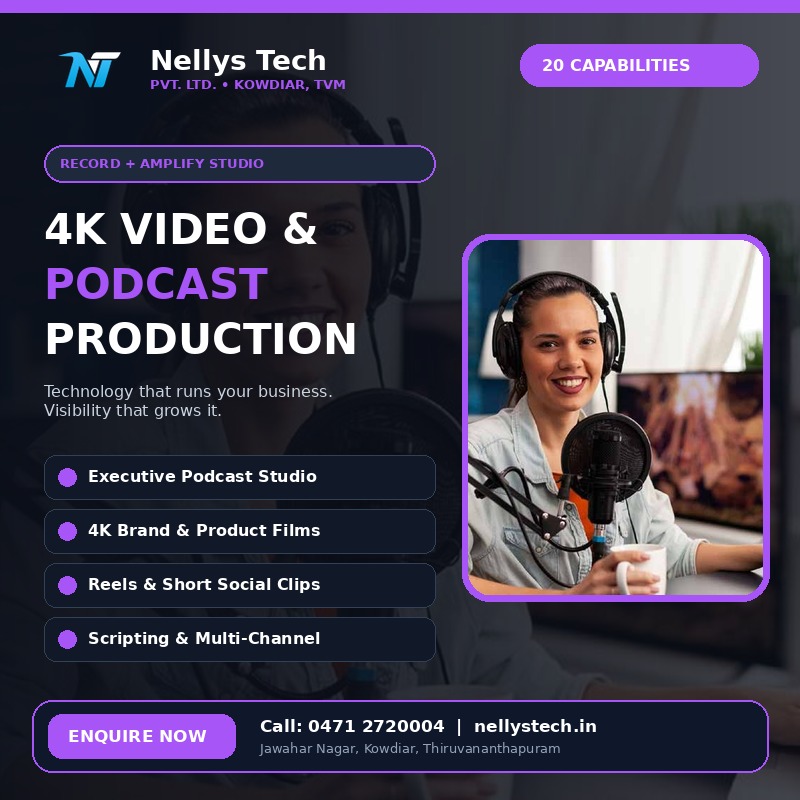 NT
Nellys Tech
PVT. LTD. • KOWDIAR, TVM
20 CAPABILITIES
RECORD + AMPLIFY STUDIO
4K VIDEO &
PODCAST
PRODUCTION
Technology that runs your business.
Visibility that grows it.
Executive Podcast Studio
4K Brand & Product Films
Reels & Short Social Clips
Scripting & Multi-Channel
ENQUIRE NOW
Call: 0471 2720004 | nellystech.in
Jawahar Nagar, Kowdiar, Thiruvananthapuram